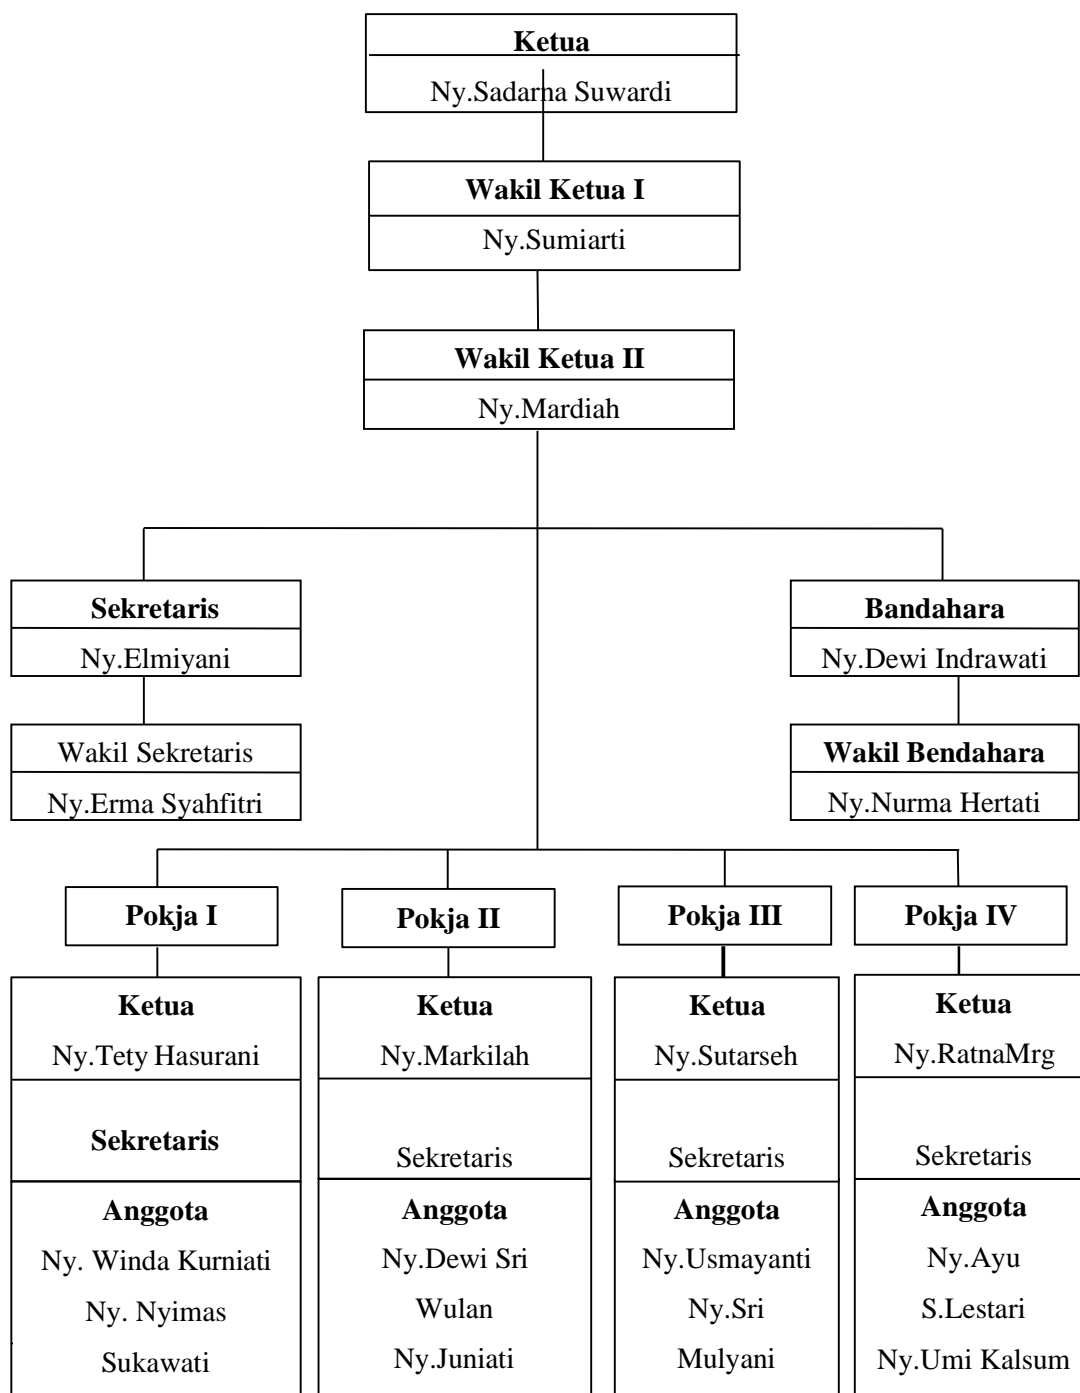 Ketua
Ny.Sadarna Suwardi
Wakil Ketua I
Ny.Sumiarti
Wakil Ketua II
Ny.Mardiah
Sekretaris
Ny.Elmiyani
Bandahara
Ny.Dewi Indrawati
Wakil Sekretaris
Ny.Erma Syahfitri
Wakil Bendahara
Ny.Nurma Hertati
Pokja I
Pokja II
Pokja III
Pokja IV
Ketua
Ny.Tety Hasurani
Sekretaris
Anggota
Ny. Winda Kurniati
Ny. Nyimas
Sukawati
Ketua
Ny.Markilah
Sekretaris
Anggota
Ny.Dewi Sri
Wulan
Ny.Juniati
Ketua
Ny.Sutarseh
Sekretaris
Anggota
Ny.Usmayanti
Ny.Sri
Mulyani
Ketua
Ny.RatnaMrg
Sekretaris
Anggota
Ny.Ayu
S.Lestari
Ny.Umi Kalsum